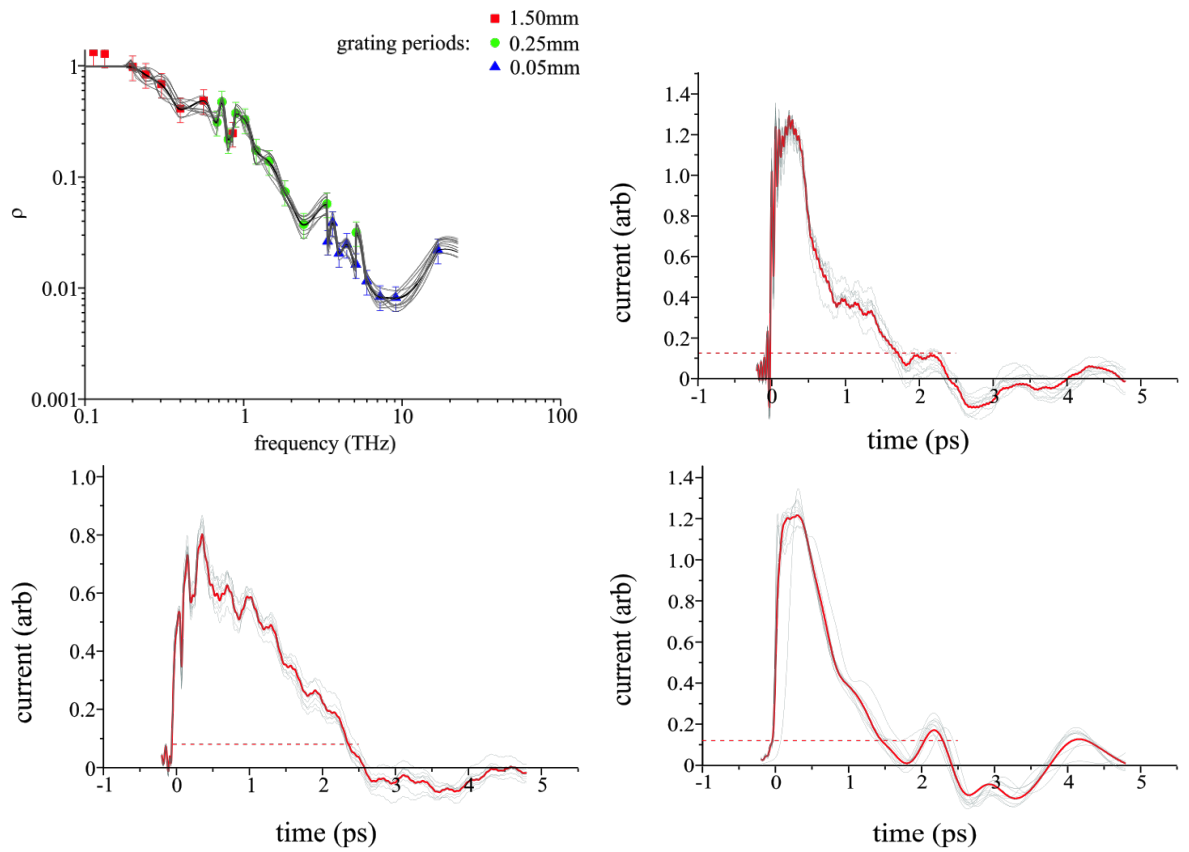 grating periods:
1.50mm
0.25mm
0.05mm
ρ
1
0.1
0.01
0.001
0.1 1 10 100
frequency (THz)
current (arb)
1.4
1.2
1.0
0.8
0.6
0.4
0.2
0
-1 0 1 2 3 4 5
time (ps)
current (arb)
1.0
0.8
0.6
0.4
0.2
0
-1 0 1 2 3 4 5
time (ps)
current (arb)
1.4
1.2
1.0
0.8
0.6
0.4
0.2
0
-1 0 1 2 3 4 5
time (ps)